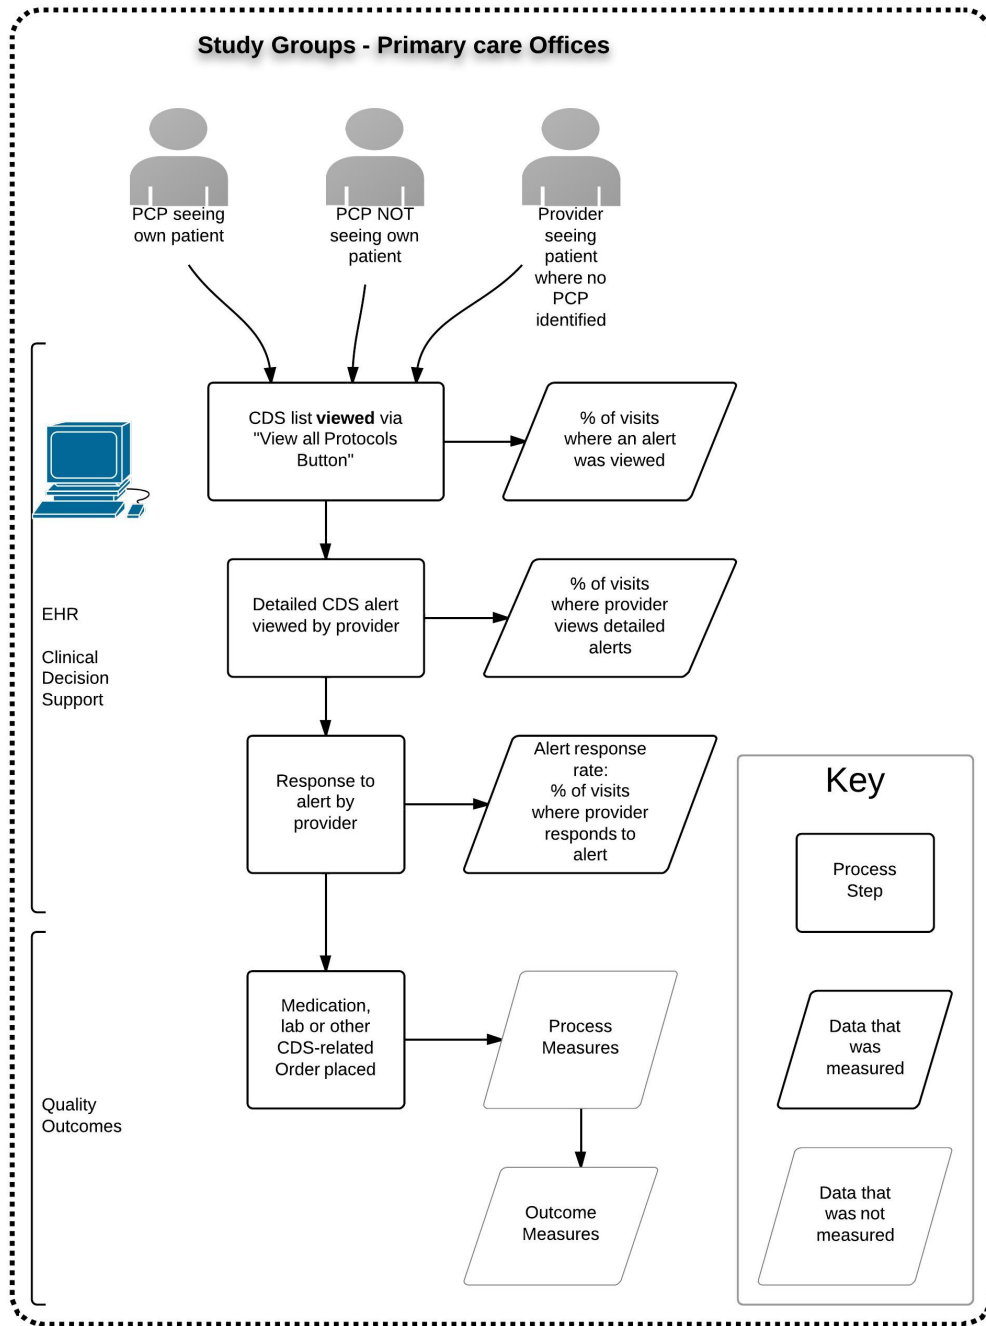 Study Groups - Primary care Offices
PCP seeing
own patient
PCP NOT
seeing own
patient
Provider
seeing
patient
where no
PCP
identified
CDS list viewed via
"View all Protocols
Button"
% of visits
where an alert
was viewed
EHR
Clinical
Decision
Support
Detailed CDS alert
viewed by provider
% of visits
where provider
views detailed
alerts
Response to
alert by
provider
Alert response
rate:
% of visits
where provider
responds to
alert
Quality
Outcomes
Medication,
lab or other
CDS-related
Order placed
Process
Measures
Outcome
Measures
Key
Process
Step
Data that
was
measured
Data that
was not
measured